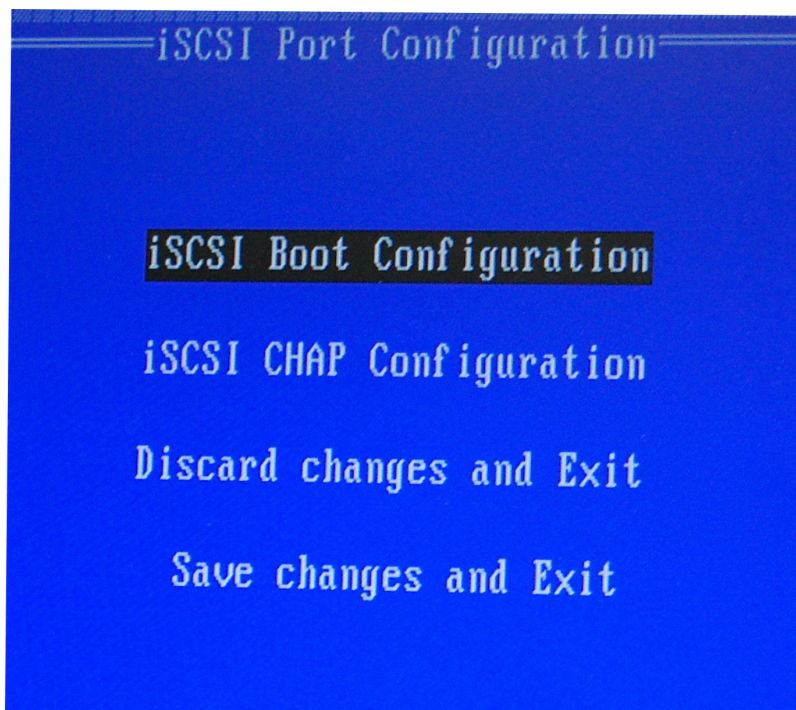 iSCSI Port Configuration
iSCSI Boot Configuration
iSCSI CHAP Configuration
Discard changes and Exit
Save changes and Exit